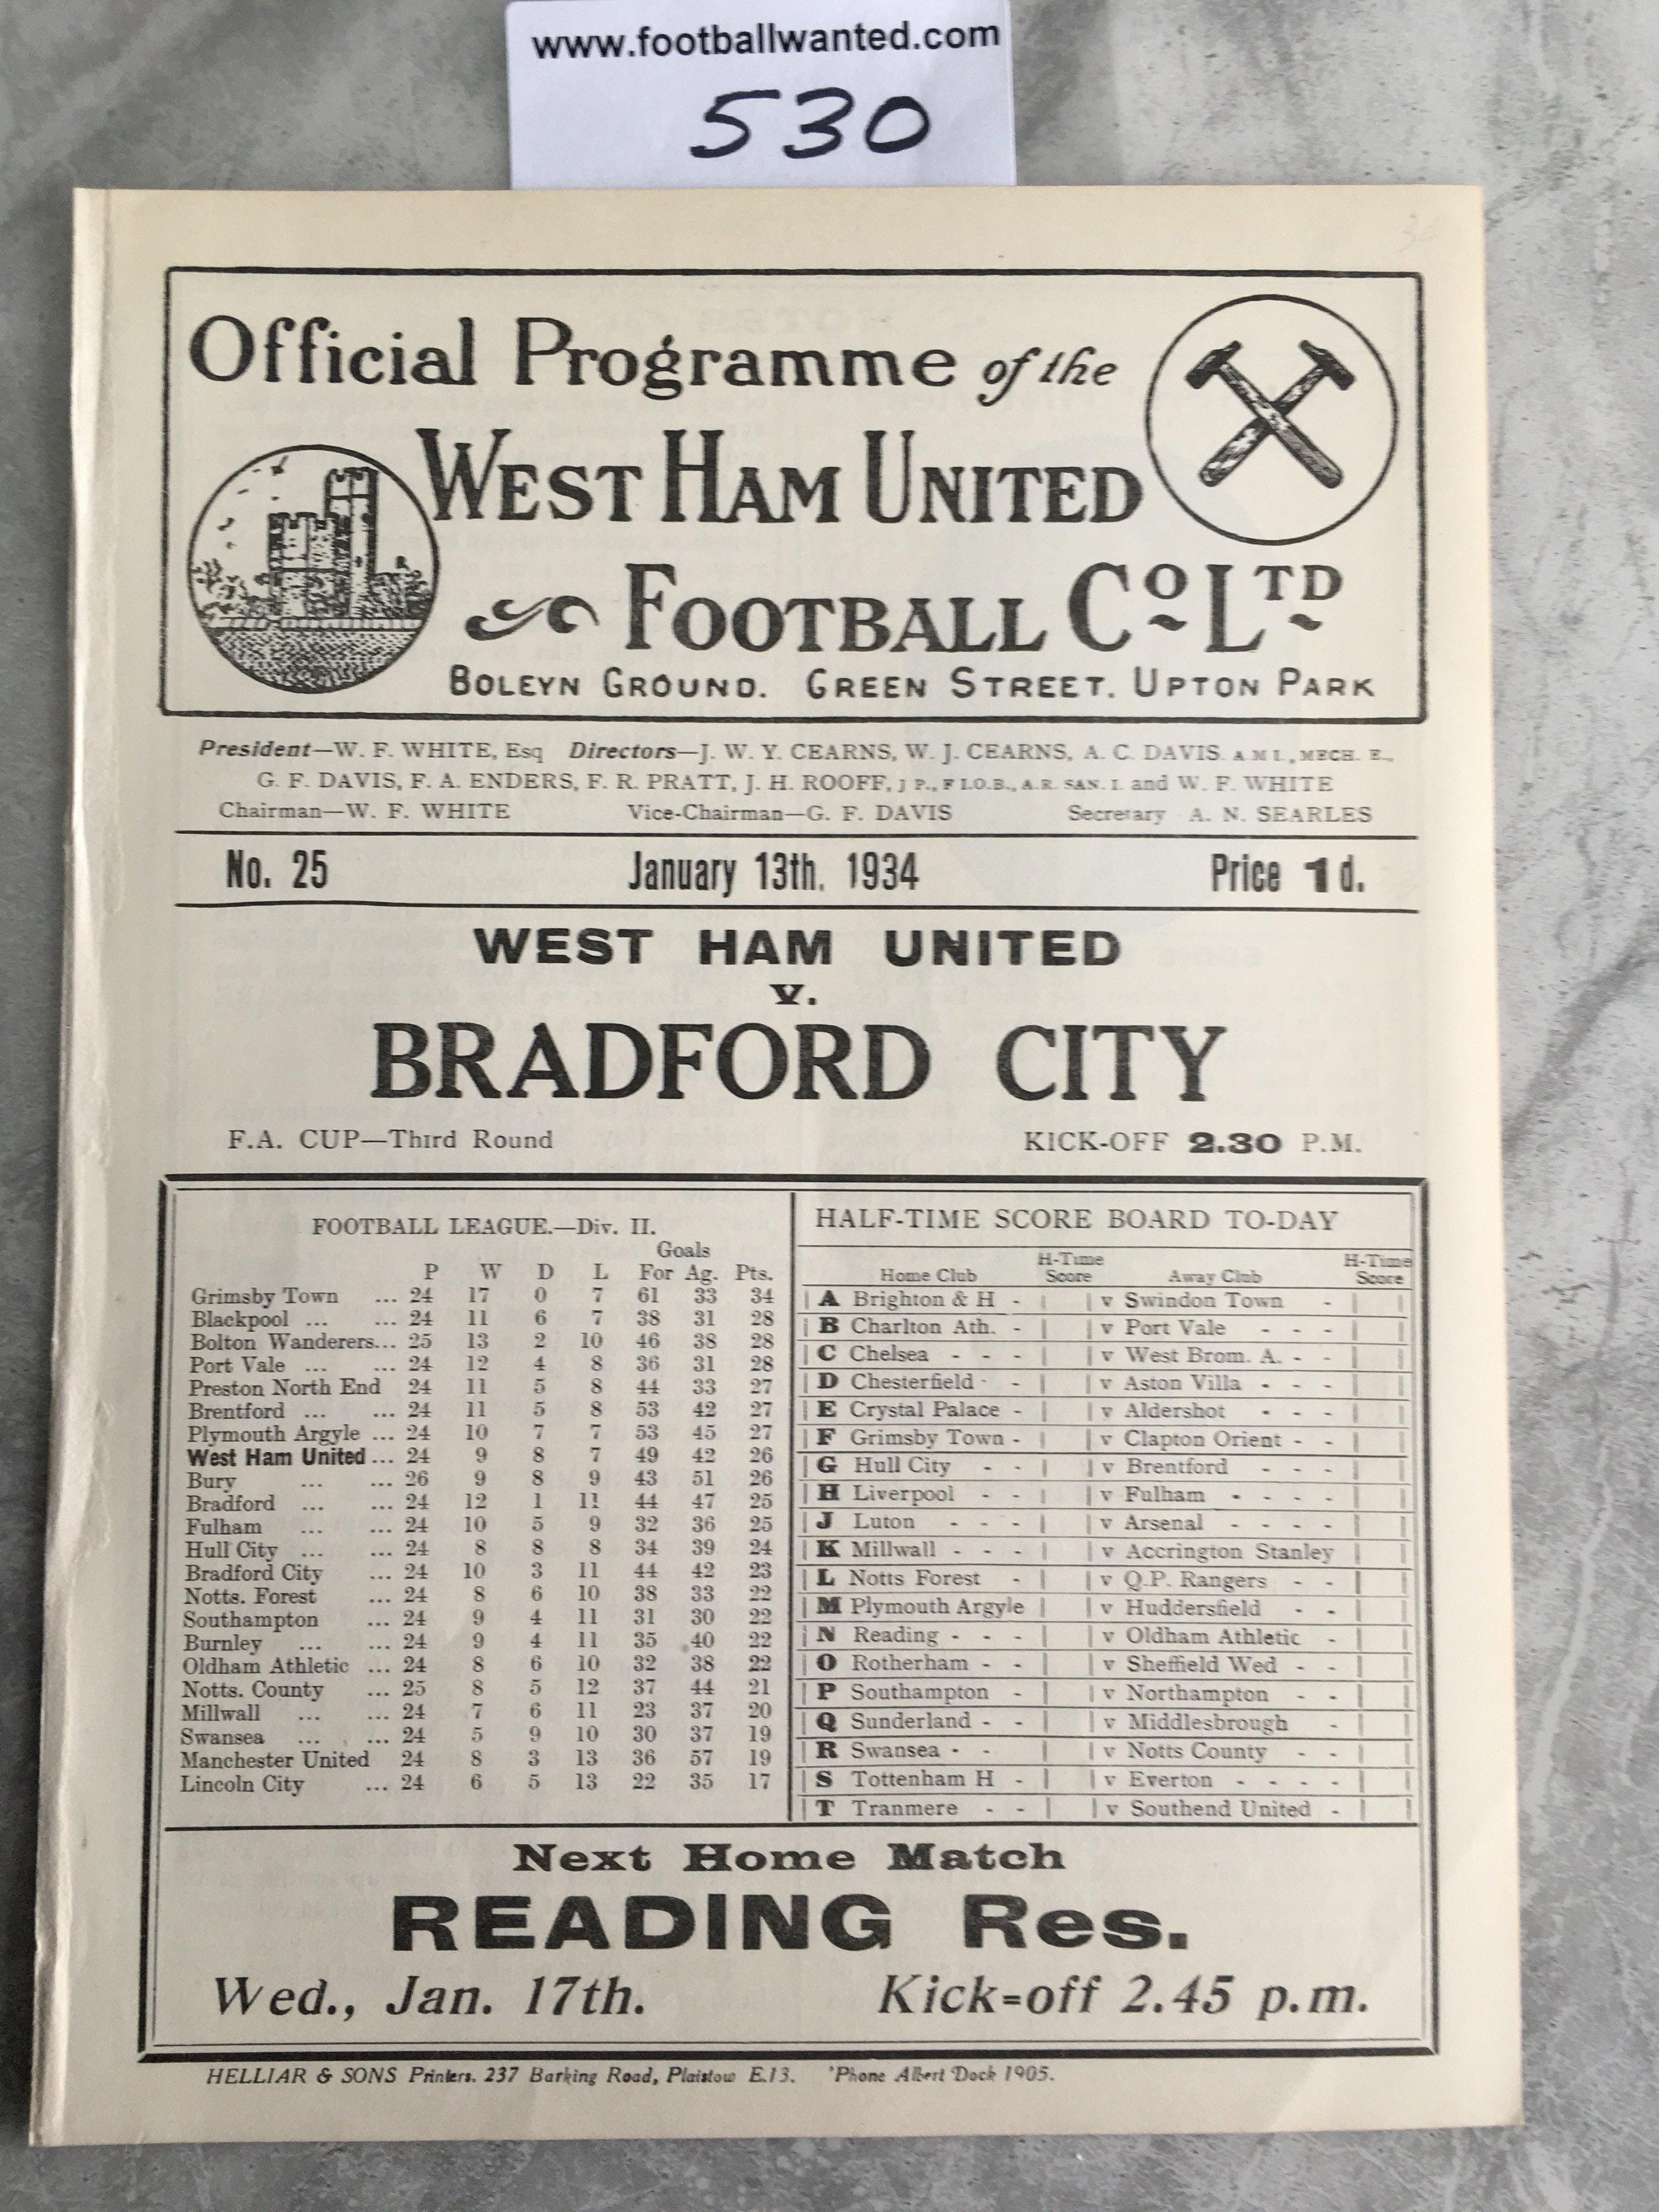 www.footballwanted.com
530
Official Programme of the
WEST HAM UNITED
FOOTBALL CO LTD
BOLEYN GROUND. GREEN STREET. UPTON PARK
President—W. F. WHITE, Esq Directors—J. W. Y. CEARNS, W. J. CEARNS, A. C. DAVIS. A M I., MECH. E.,
G. F. DAVIS, F. A. ENDERS, F. R. PRATT, J. H. ROOFF, J P., F I.O.B., A.R. SAN. I. and W. F. WHITE
Chairman—W. F. WHITE Vice-Chairman—G. F. DAVIS Secretary A. N. SEARLES
No. 25 January 13th, 1934 Price 1d.
WEST HAM UNITED
v.
BRADFORD CITY
F.A. CUP—Third Round KICK-OFF 2.30 P.M.
FOOTBALL LEAGUE.—Div. II.
Goals
P W D L For Ag. Pts.
Grimsby Town ... 24 17 0 7 61 33 34
Blackpool ... ... 24 11 6 7 38 31 28
Bolton Wanderers... 25 13 2 10 46 38 28
Port Vale ... ... 24 12 4 8 36 31 28
Preston North End 24 11 5 8 44 33 27
Brentford ... ... 24 11 5 8 53 42 27
Plymouth Argyle ... 24 10 7 7 53 45 27
West Ham United ... 24 9 8 7 49 42 26
Bury ... ... 26 9 8 9 43 51 26
Bradford ... ... 24 12 1 11 44 47 25
Fulham ... ... 24 10 5 9 32 36 25
Hull City ... ... 24 8 8 8 34 39 24
Bradford City ... 24 10 3 11 44 42 23
Notts. Forest ... 24 8 6 10 38 33 22
Southampton ... 24 9 4 11 31 30 22
Burnley ... ... 24 9 4 11 35 40 22
Oldham Athletic ... 24 8 6 10 32 38 22
Notts. County ... 25 8 5 12 37 44 21
Millwall ... ... 24 7 6 11 23 37 20
Swansea ... ... 24 5 9 10 30 37 19
Manchester United 24 8 3 13 36 57 19
Lincoln City ... 24 6 5 13 22 35 17
HALF-TIME SCORE BOARD TO-DAY
Home Club H-Time Score Away Club H-Time Score
A Brighton & H - v Swindon Town -
B Charlton Ath. - v Port Vale - - -
C Chelsea - - - v West Brom. A. - -
D Chesterfield - - v Aston Villa - - -
E Crystal Palace - v Aldershot - - -
F Grimsby Town - v Clapton Orient - -
G Hull City - - v Brentford - - -
H Liverpool - - v Fulham - - - -
J Luton - - - v Arsenal - - - -
K Millwall - - - v Accrington Stanley
L Notts Forest - v Q.P. Rangers - -
M Plymouth Argyle v Huddersfield - -
N Reading - - - v Oldham Athletic -
O Rotherham - - v Sheffield Wed - -
P Southampton - v Northampton - -
Q Sunderland - - v Middlesbrough -
R Swansea - - v Notts County - -
S Tottenham H - v Everton - - - -
T Tranmere - - v Southend United -
Next Home Match
READING Res.
Wed., Jan. 17th. Kick-off 2.45 p.m.
HELLIAR & SONS Printers. 237 Barking Road, Plaistow E.13. 'Phone Albert Dock 1905.